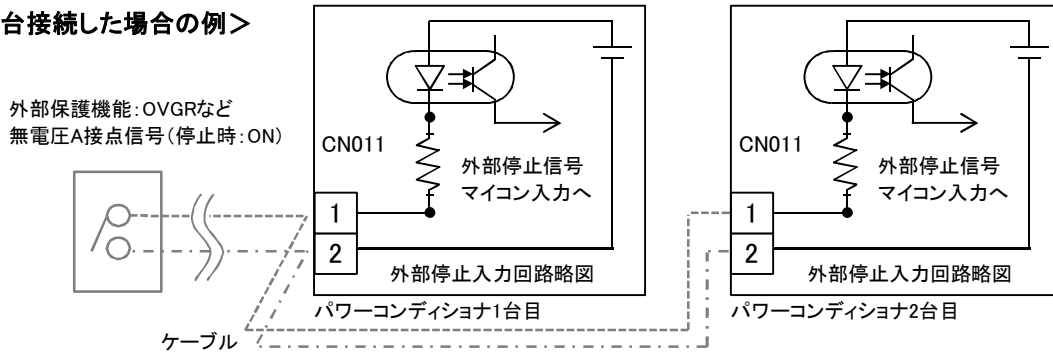 台接続した場合の例＞
外部保護機能:OVGRなど
無電圧A接点信号(停止時:ON)
CN011
外部停止信号
マイコン入力へ
1
2
外部停止入力回路略図
パワーコンディショナ1台目
CN011
外部停止信号
マイコン入力へ
1
2
外部停止入力回路略図
パワーコンディショナ2台目
ケーブル